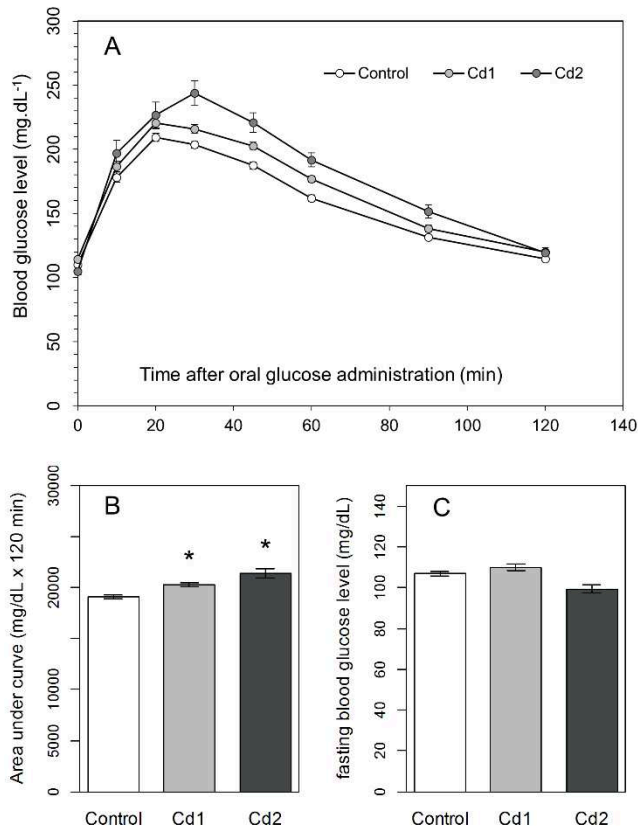 A
Control Cd1 Cd2
Blood glucose level (mg.dL-1)
300
250
200
150
100
50
0
Time after oral glucose administration (min)
0 20 40 60 80 100 120 140
B
Area under curve (mg/dL x 120 min)
30000
20000
10000
5000
0
* *
Control Cd1 Cd2
C
fasting blood glucose level (mg/dL)
140
120
100
80
60
40
20
0
Control Cd1 Cd2